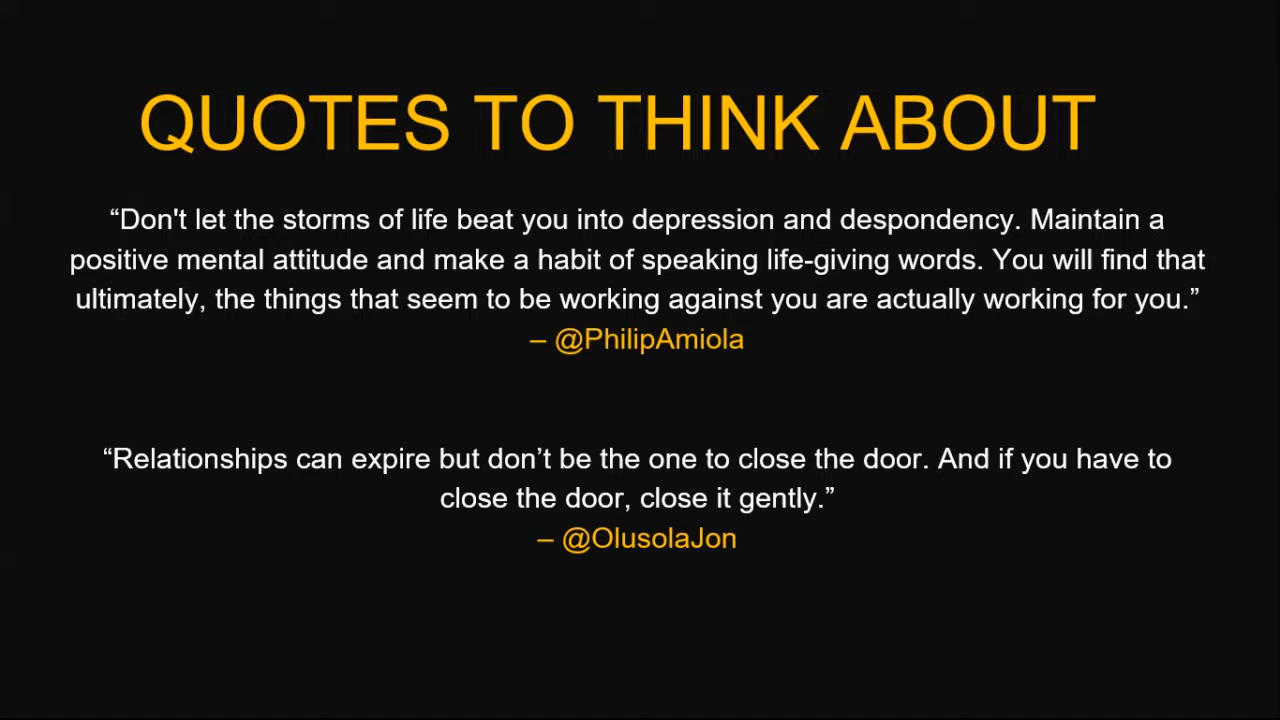 QUOTES TO THINK ABOUT
“Don't let the storms of life beat you into depression and despondency. Maintain a
positive mental attitude and make a habit of speaking life-giving words. You will find that
ultimately, the things that seem to be working against you are actually working for you.”
– @PhilipAmiola
“Relationships can expire but don’t be the one to close the door. And if you have to
close the door, close it gently.”
– @OlusolaJon